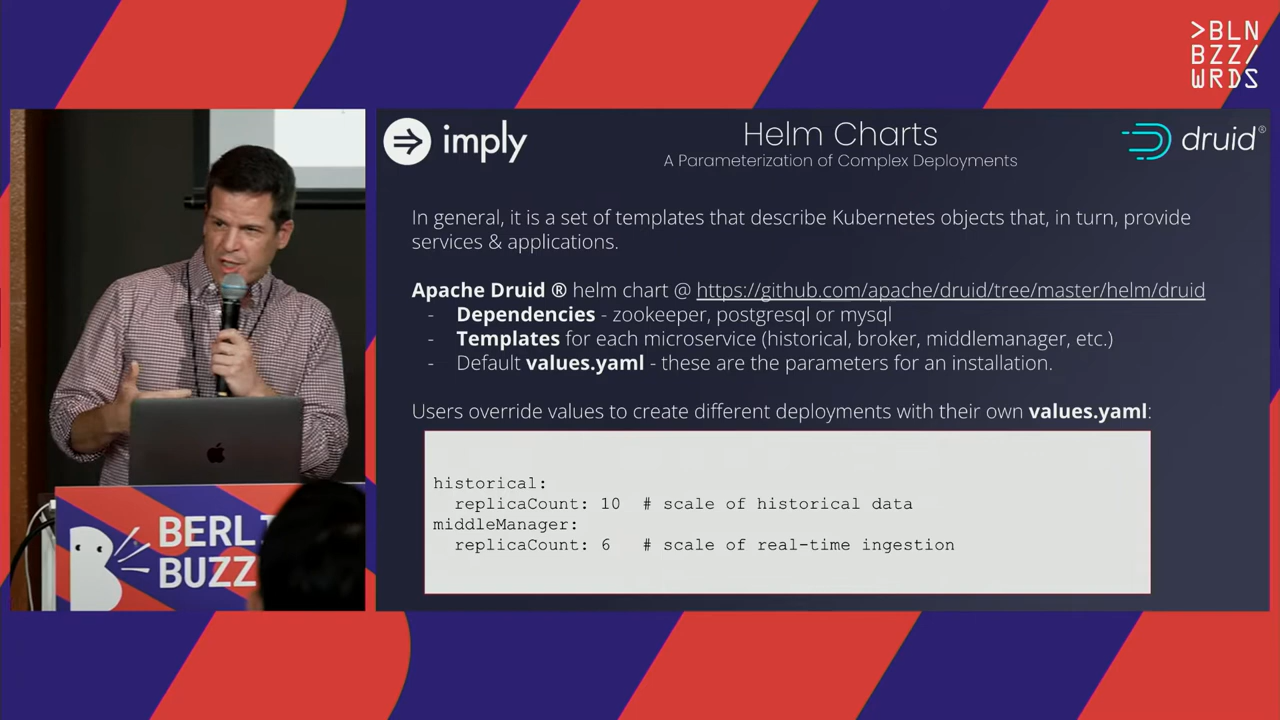 >BLN
BZZ/
WRDS
imply
Helm Charts
A Parameterization of Complex Deployments
druid®
In general, it is a set of templates that describe Kubernetes objects that, in turn, provide
services & applications.
Apache Druid ® helm chart @ https://github.com/apache/druid/tree/master/helm/druid
- Dependencies - zookeeper, postgresql or mysql
- Templates for each microservice (historical, broker, middlemanager, etc.)
- Default values.yaml - these are the parameters for an installation.
Users override values to create different deployments with their own values.yaml:
historical:
replicaCount: 10 # scale of historical data
middleManager:
replicaCount: 6 # scale of real-time ingestion
BERLI
BUZZ